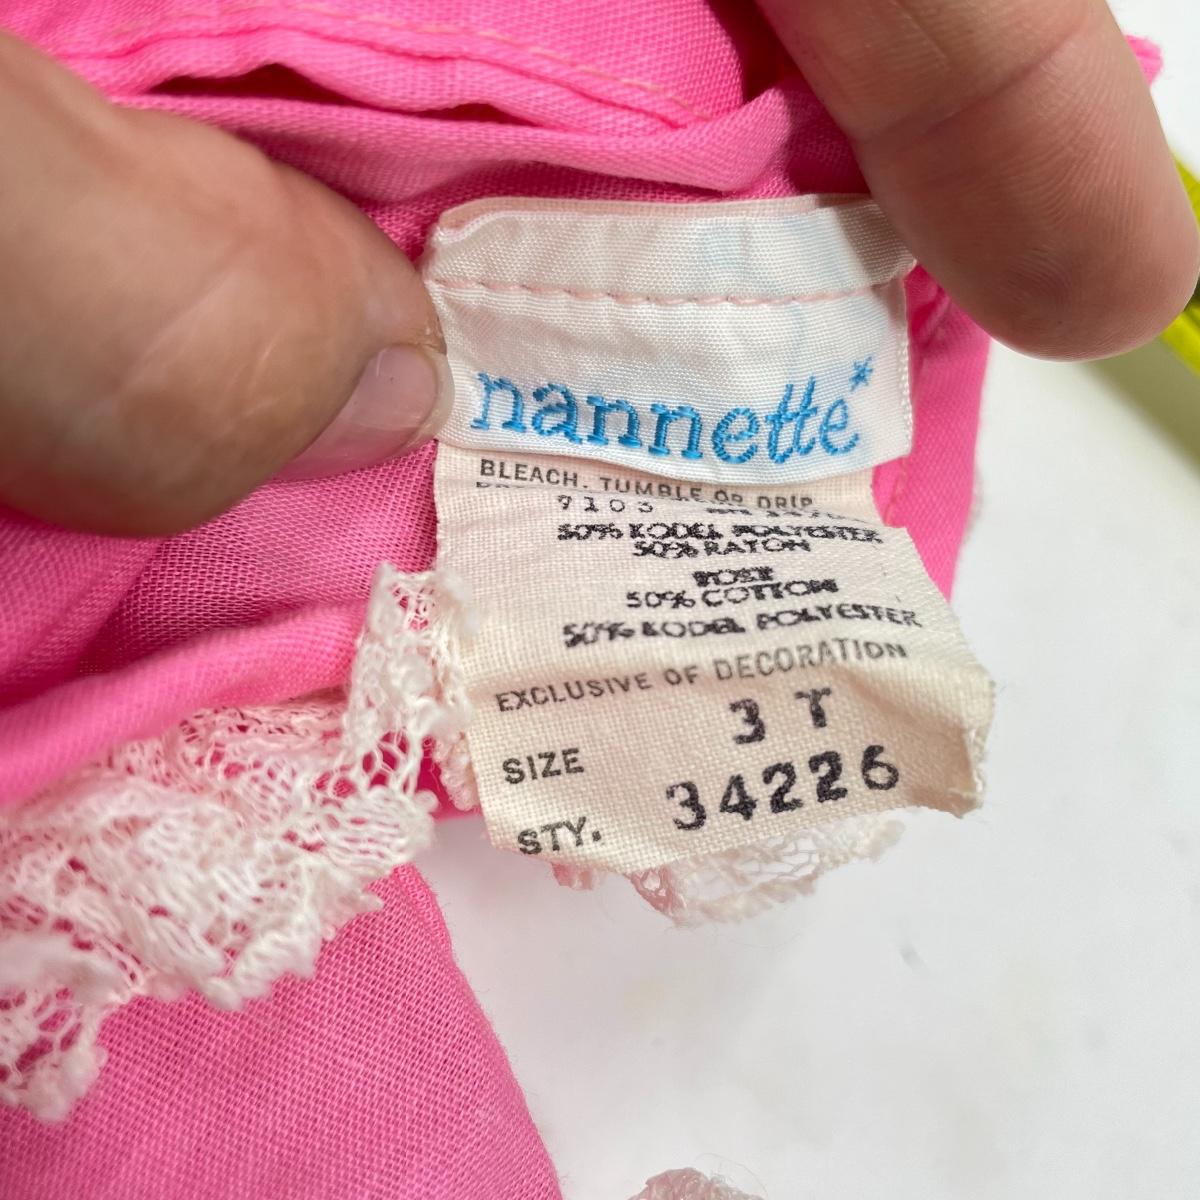 nannette*
BLEACH. TUMBLE OR DRIP
9103
50% KODEL POLYESTER
50% RAYON
50% COTTON
50% KODEL POLYESTER
EXCLUSIVE OF DECORATION
SIZE 3 T
STY. 34226